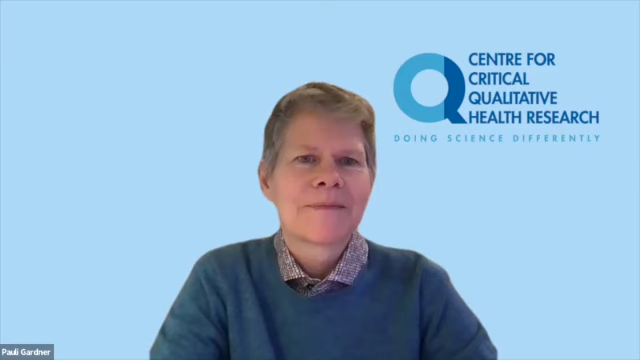 CENTRE FOR
CRITICAL
QUALITATIVE
HEALTH RESEARCH
DOING SCIENCE DIFFERENTLY
Pauli Gardner